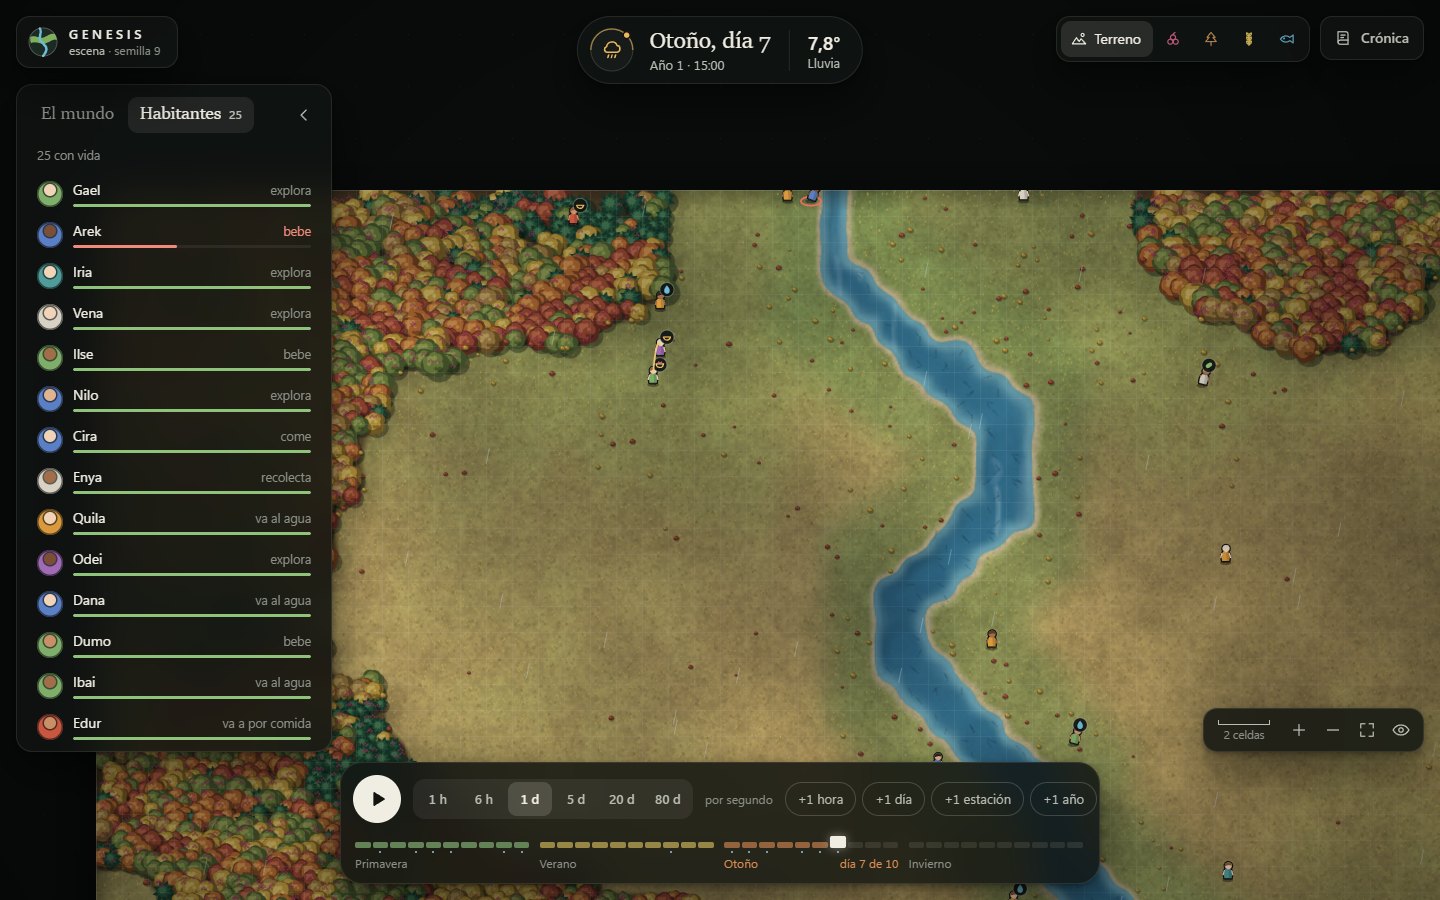 GENESIS
escena · semilla 9
Otoño, día 7
Año 1 · 15:00
7,8°
Lluvia
Terreno
Crónica
El mundo
Habitantes 25
25 con vida
Gael explora
Arek bebe
Iria explora
Vena explora
Ilse bebe
Nilo explora
Cira come
Enya recolecta
Quila va al agua
Odei explora
Dana va al agua
Dumo bebe
Ibai va al agua
Edur va a por comida
2 celdas
1 h 6 h 1 d 5 d 20 d 80 d por segundo +1 hora +1 día +1 estación +1 año
Primavera Verano Otoño día 7 de 10 Invierno